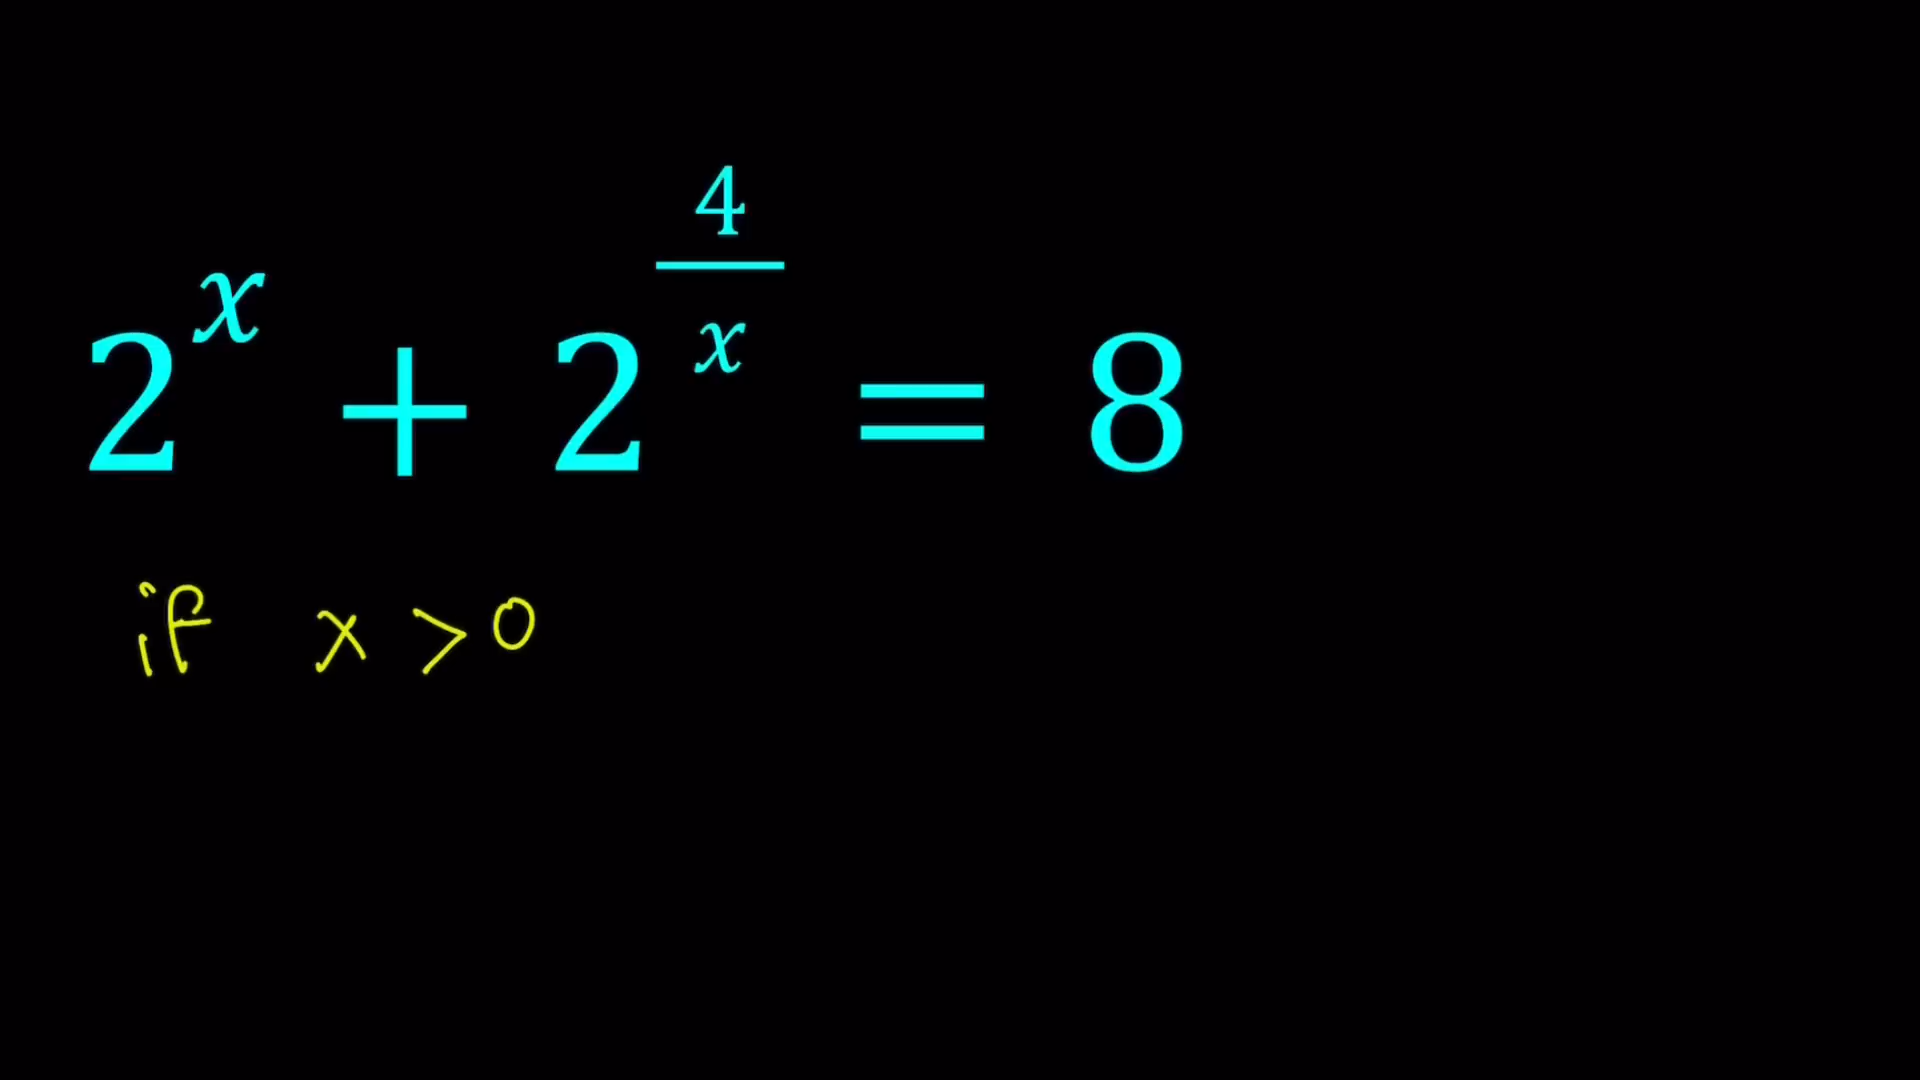 2^x + 2^(4/x) = 8
if x > 0